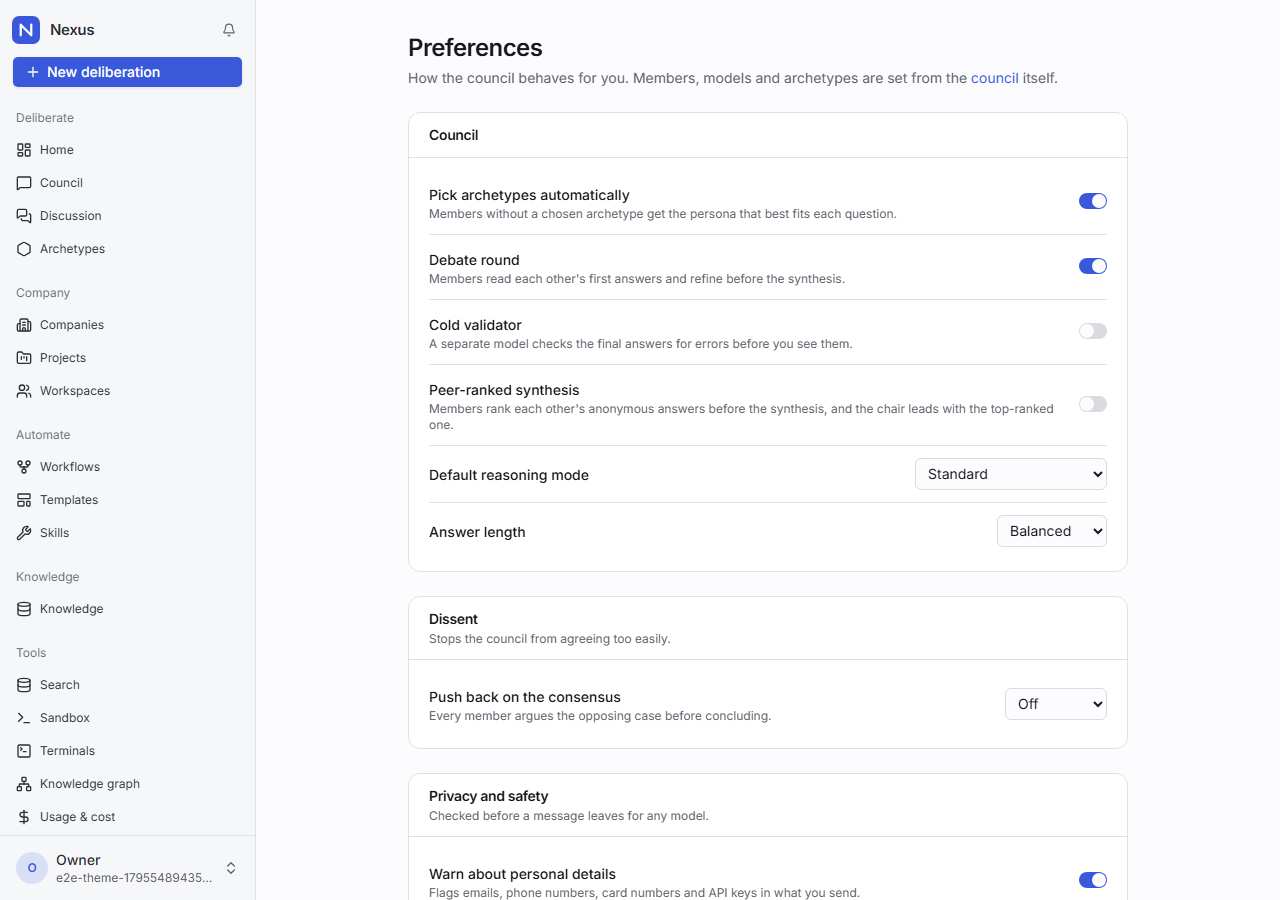 Nexus
New deliberation
Deliberate
Home
Council
Discussion
Archetypes
Company
Companies
Projects
Workspaces
Automate
Workflows
Templates
Skills
Knowledge
Knowledge
Tools
Search
Sandbox
Terminals
Knowledge graph
Usage & cost
O
Owner
e2e-theme-17955489435...
Preferences
How the council behaves for you. Members, models and archetypes are set from the council itself.
Council
Pick archetypes automatically
Members without a chosen archetype get the persona that best fits each question.
Debate round
Members read each other's first answers and refine before the synthesis.
Cold validator
A separate model checks the final answers for errors before you see them.
Peer-ranked synthesis
Members rank each other's anonymous answers before the synthesis, and the chair leads with the top-ranked
one.
Default reasoning mode
Standard
Answer length
Balanced
Dissent
Stops the council from agreeing too easily.
Push back on the consensus
Every member argues the opposing case before concluding.
Off
Privacy and safety
Checked before a message leaves for any model.
Warn about personal details
Flags emails, phone numbers, card numbers and API keys in what you send.